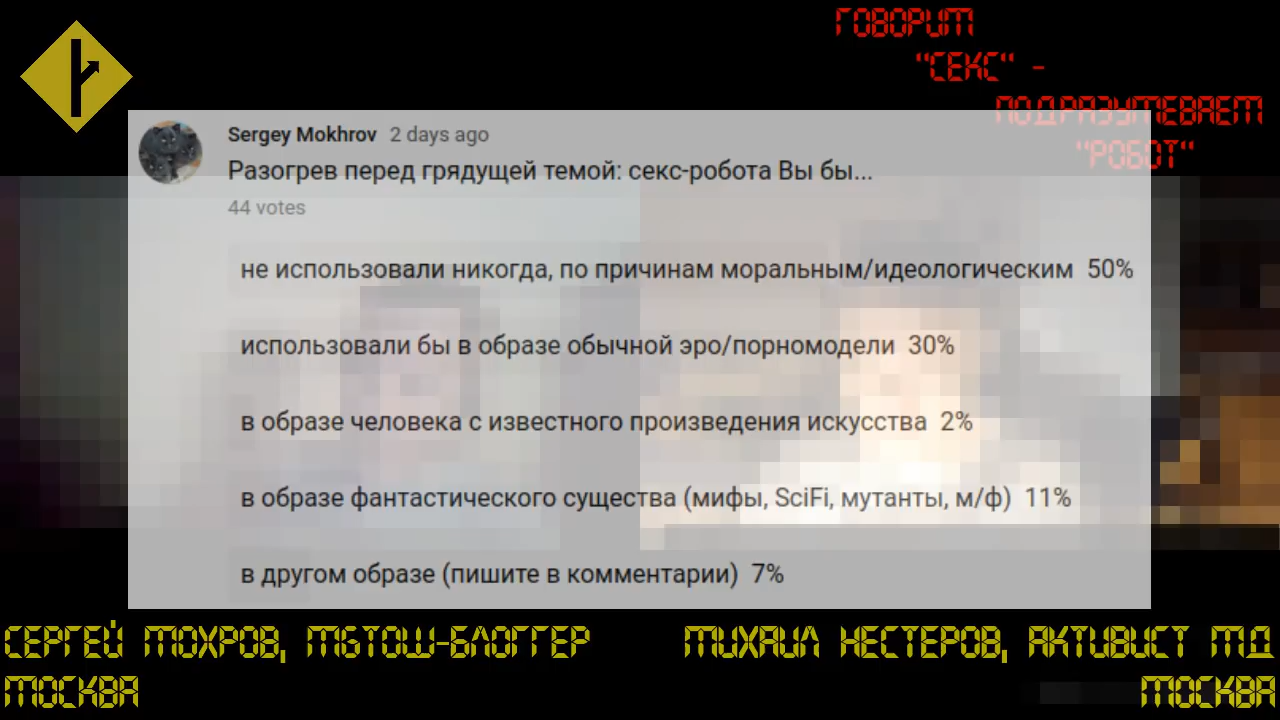 ГОВОРИТ
"СЕКС" -
ПОДРАЗУМЕВАЕТ
"РОБОТ"
Sergey Mokhrov 2 days ago
Разогрев перед грядущей темой: секс-робота Вы бы...
44 votes
не использовали никогда, по причинам моральным/идеологическим 50%
использовали бы в образе обычной эро/порномодели 30%
в образе человека с известного произведения искусства 2%
в образе фантастического существа (мифы, SciFi, мутанты, м/ф) 11%
в другом образе (пишите в комментарии) 7%
СЕРГЕЙ МОХРОВ, МGТОШ-БЛОГГЕР
МОСКВА
МИХАИЛ НЕСТЕРОВ, АКТИВИСТ МД
МОСКВА